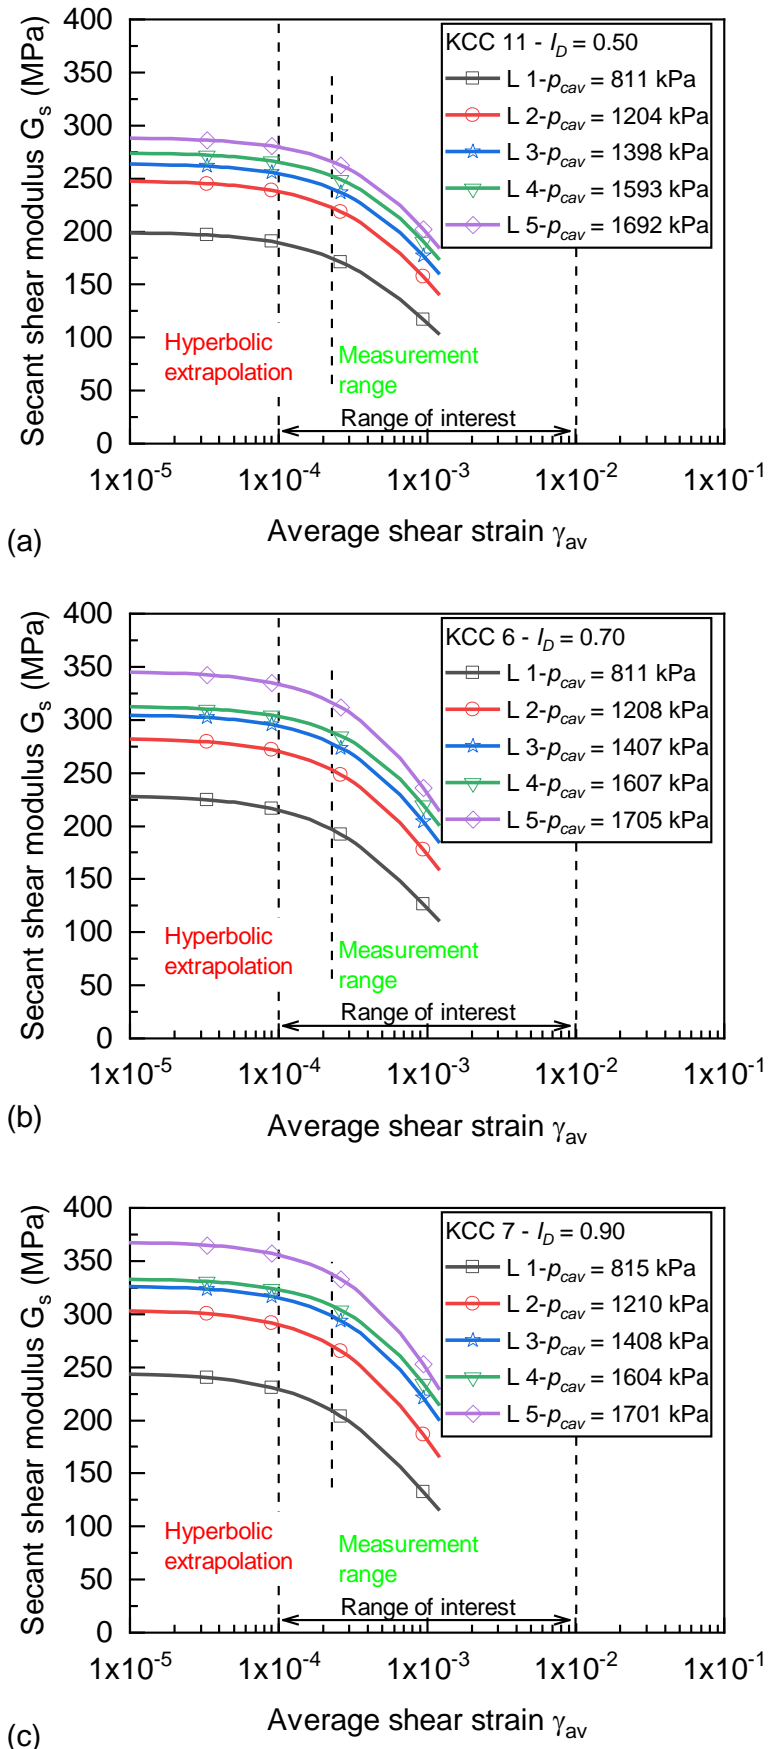 Secant shear modulus Gₛ (MPa)
400
350
300
250
200
150
100
50
0
KCC 11 - I_D = 0.50
L 1-p_cav = 811 kPa
L 2-p_cav = 1204 kPa
L 3-p_cav = 1398 kPa
L 4-p_cav = 1593 kPa
L 5-p_cav = 1692 kPa
Hyperbolic
extrapolation
Measurement
range
Range of interest
1x10⁻⁵ 1x10⁻⁴ 1x10⁻³ 1x10⁻² 1x10⁻¹
Average shear strain γ_av
(a)
Secant shear modulus Gₛ (MPa)
400
350
300
250
200
150
100
50
0
KCC 6 - I_D = 0.70
L 1-p_cav = 811 kPa
L 2-p_cav = 1208 kPa
L 3-p_cav = 1407 kPa
L 4-p_cav = 1607 kPa
L 5-p_cav = 1705 kPa
Hyperbolic
extrapolation
Measurement
range
Range of interest
1x10⁻⁵ 1x10⁻⁴ 1x10⁻³ 1x10⁻² 1x10⁻¹
Average shear strain γ_av
(b)
Secant shear modulus Gₛ (MPa)
400
350
300
250
200
150
100
50
0
KCC 7 - I_D = 0.90
L 1-p_cav = 815 kPa
L 2-p_cav = 1210 kPa
L 3-p_cav = 1408 kPa
L 4-p_cav = 1604 kPa
L 5-p_cav = 1701 kPa
Hyperbolic
extrapolation
Measurement
range
Range of interest
1x10⁻⁵ 1x10⁻⁴ 1x10⁻³ 1x10⁻² 1x10⁻¹
Average shear strain γ_av
(c)